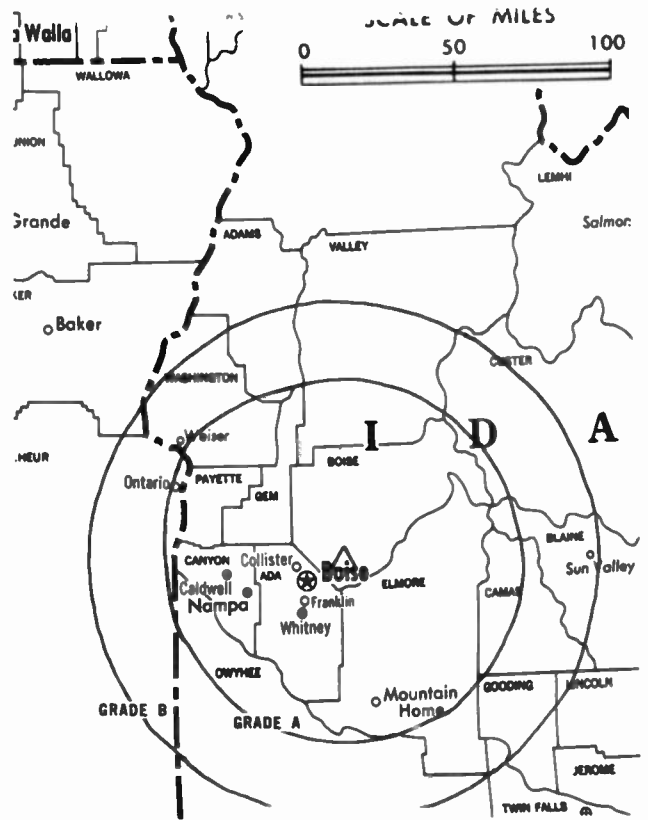 Walla
SCALE OF MILES
0 50 100
WALLOWA
UNION
LEMHI
Grande
ADAMS
VALLEY
Salmon
KER
Baker
CUSTER
WASHINGTON
I D A
Weiser
HEUR
BOISE
Ontario
PAYETTE
GEM
BLAINE
CANYON
Collister
ADA
Boise
ELMORE
Sun Valley
Caldwell
CAMAS
Nampa
Franklin
Whitney
OWYHEE
GOODING
LINCOLN
Mountain
Home
GRADE B
GRADE A
JEROME
TWIN FALLS